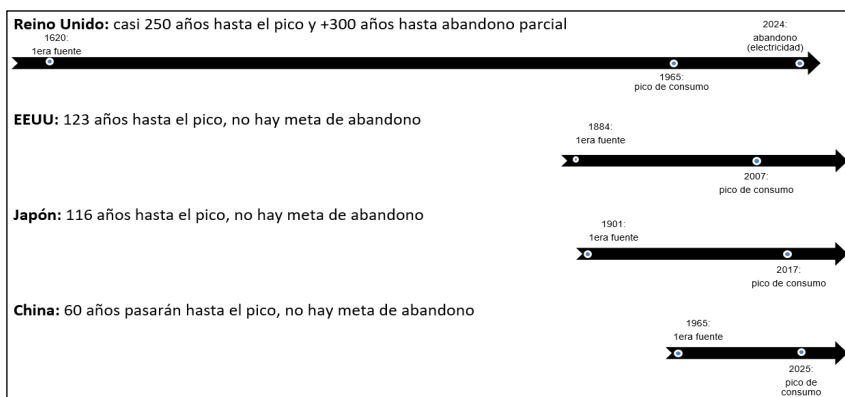 Reino Unido: casi 250 años hasta el pico y +300 años hasta abandono parcial
1620:
1era fuente
2024:
abandono
(electricidad)
1965:
pico de consumo
EEUU: 123 años hasta el pico, no hay meta de abandono
1884:
1era fuente
2007:
pico de consumo
Japón: 116 años hasta el pico, no hay meta de abandono
1901:
1era fuente
2017:
pico de consumo
China: 60 años pasarán hasta el pico, no hay meta de abandono
1965:
1era fuente
2025:
pico de
consumo